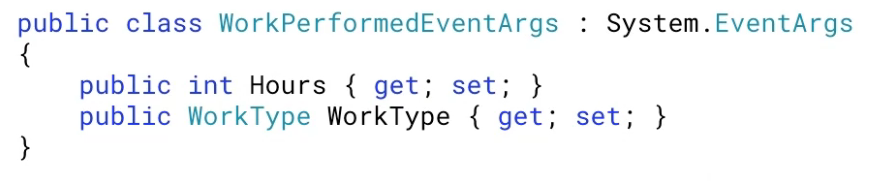 public class WorkPerformedEventArgs : System.EventArgs
{
    public int Hours { get; set; }
    public WorkType WorkType { get; set; }
}